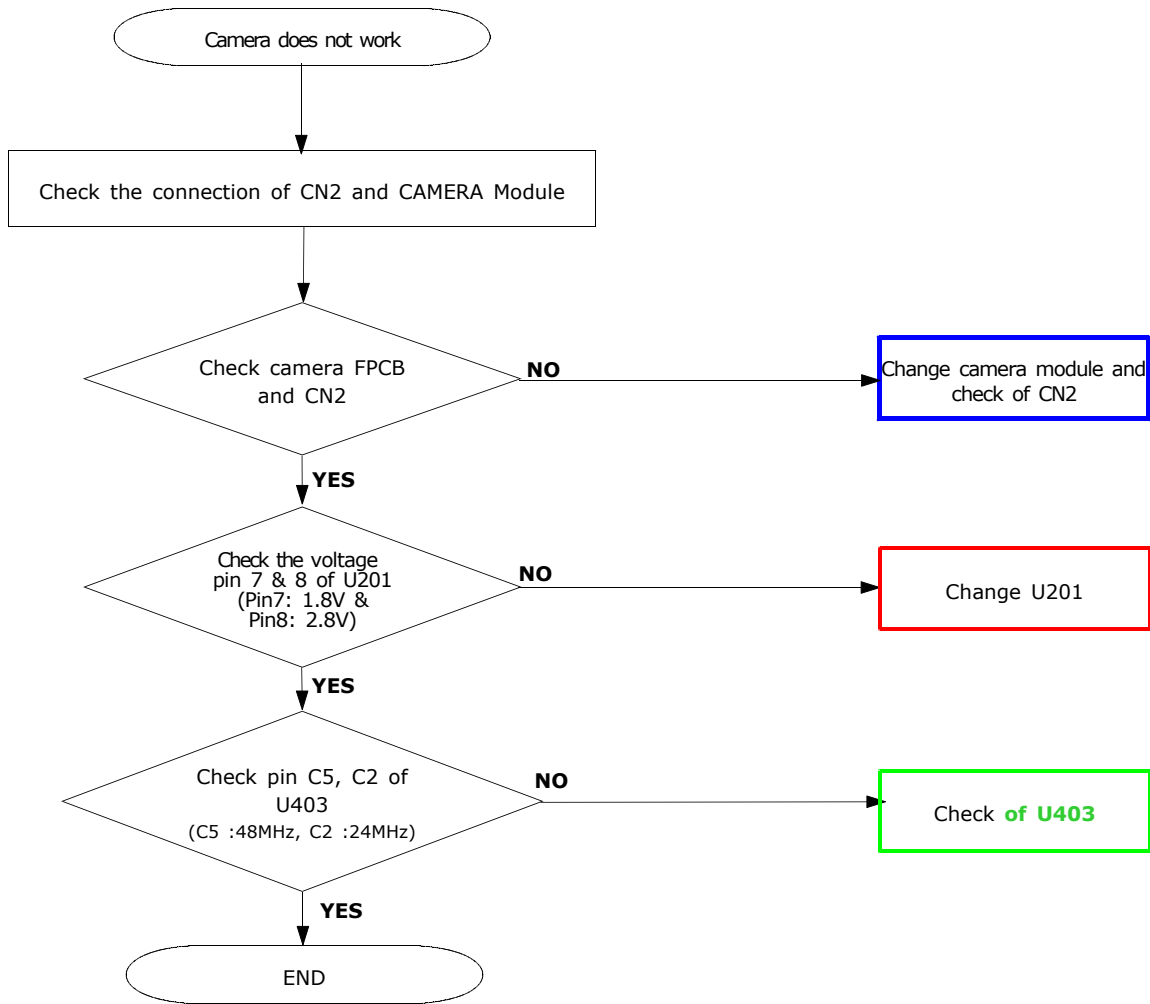 Camera does not work
Check the connection of CN2 and CAMERA Module
Check camera FPCB
and CN2
NO
Change camera module and
check of CN2
YES
Check the voltage
pin 7 & 8 of U201
(Pin7: 1.8V &
Pin8: 2.8V)
NO
Change U201
YES
Check pin C5, C2 of
U403
(C5 :48MHz, C2 :24MHz)
NO
Check of U403
YES
END